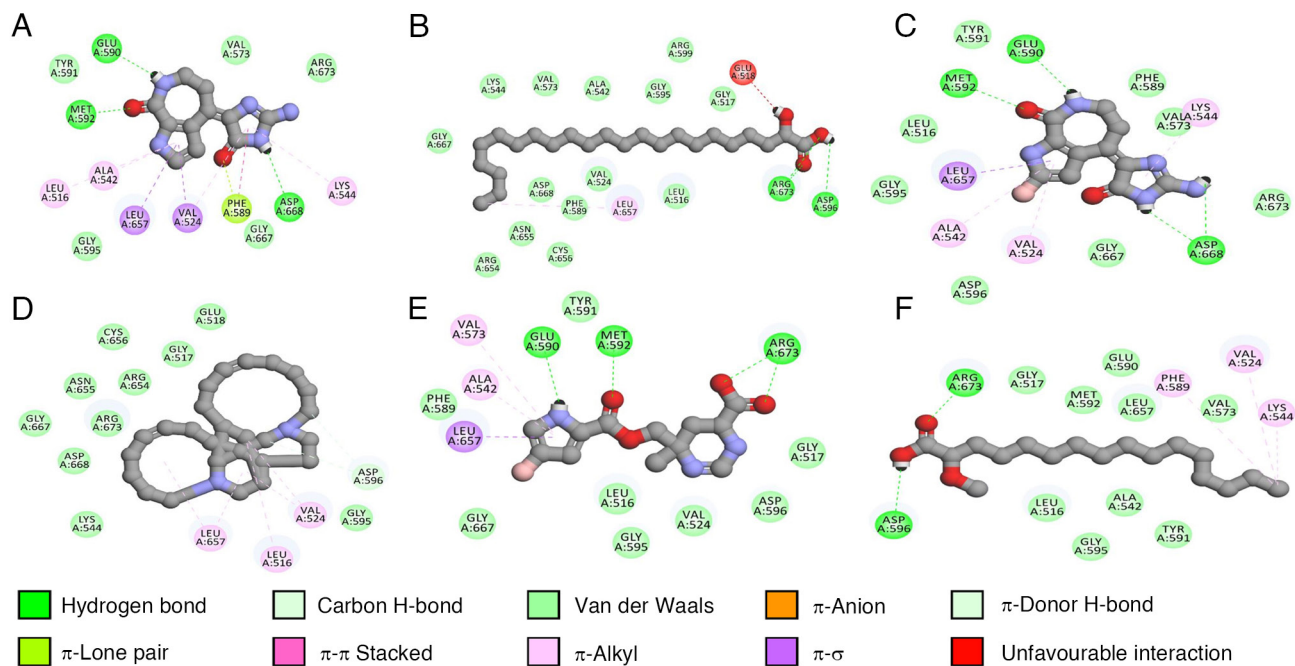 A
GLU
A:590
VAL
A:573
TYR
A:591
ARG
A:673
MET
A:592
ALA
A:542
LEU
A:516
LYS
A:544
LEU
A:657
VAL
A:524
PHE
A:589
ASP
A:668
GLY
A:595
GLY
A:667
B
ARG
A:599
GLU
A:518
LYS
A:544
VAL
A:573
ALA
A:542
GLY
A:595
GLY
A:517
GLY
A:667
ASP
A:668
VAL
A:524
PHE
A:589
LEU
A:657
LEU
A:516
ARG
A:673
ASP
A:596
ASN
A:655
ARG
A:654
CYS
A:656
C
TYR
A:591
GLU
A:590
MET
A:592
PHE
A:589
LYS
A:544
VAL
A:573
LEU
A:516
LEU
A:657
GLY
A:595
ARG
A:673
ALA
A:542
VAL
A:524
GLY
A:667
ASP
A:668
ASP
A:596
D
GLU
A:518
CYS
A:656
GLY
A:517
ASN
A:655
ARG
A:654
GLY
A:667
ARG
A:673
ASP
A:668
ASP
A:596
LYS
A:544
VAL
A:524
GLY
A:595
LEU
A:657
LEU
A:516
E
TYR
A:591
VAL
A:573
GLU
A:590
MET
A:592
ARG
A:673
ALA
A:542
PHE
A:589
LEU
A:657
GLY
A:517
LEU
A:516
VAL
A:524
ASP
A:596
GLY
A:667
GLY
A:595
F
VAL
A:524
ARG
A:673
GLY
A:517
GLU
A:590
PHE
A:589
MET
A:592
LEU
A:657
VAL
A:573
LYS
A:544
ASP
A:596
LEU
A:516
ALA
A:542
GLY
A:595
TYR
A:591
Hydrogen bond
Carbon H-bond
Van der Waals
π-Anion
π-Donor H-bond
π-Lone pair
π-π Stacked
π-Alkyl
π-σ
Unfavourable interaction